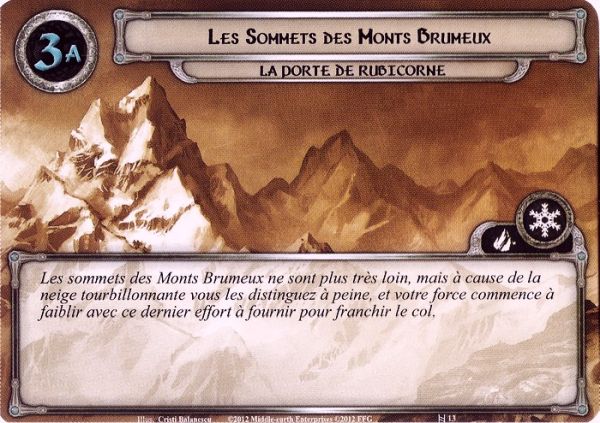 3A
Les Sommets des Monts Brumeux
LA PORTE DE RUBICORNE
Les sommets des Monts Brumeux ne sont plus très loin, mais à cause de la
neige tourbillonnante vous les distinguez à peine, et votre force commence à
faiblir avec ce dernier effort à fournir pour franchir le col.
Illus. Cristi Balanescu ©2012 Middle-earth Enterprises ©2012 FFG 13